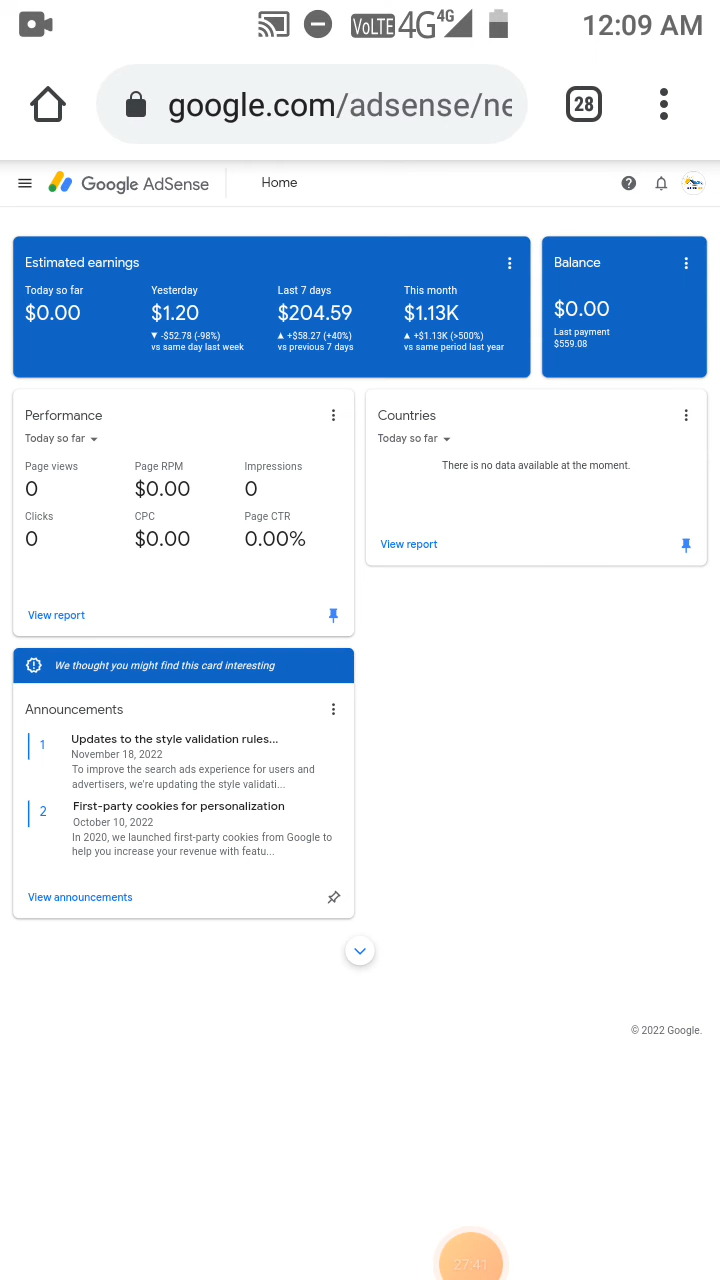 VoLTE 4G 4G 12:09 AM
google.com/adsense/ne
28
Google AdSense Home
Estimated earnings
Today so far Yesterday Last 7 days This month
$0.00 $1.20 $204.59 $1.13K
▼ -$52.78 (-98%) ▲ +$58.27 (+40%) ▲ +$1.13K (>500%)
vs same day last week vs previous 7 days vs same period last year
Balance
$0.00
Last payment
$559.08
Performance
Today so far
Page views Page RPM Impressions
0 $0.00 0
Clicks CPC Page CTR
0 $0.00 0.00%
View report
Countries
Today so far
There is no data available at the moment.
View report
We thought you might find this card interesting
Announcements
1 Updates to the style validation rules...
November 18, 2022
To improve the search ads experience for users and
advertisers, we're updating the style validati...
2 First-party cookies for personalization
October 10, 2022
In 2020, we launched first-party cookies from Google to
help you increase your revenue with featu...
View announcements
© 2022 Google.
27:41